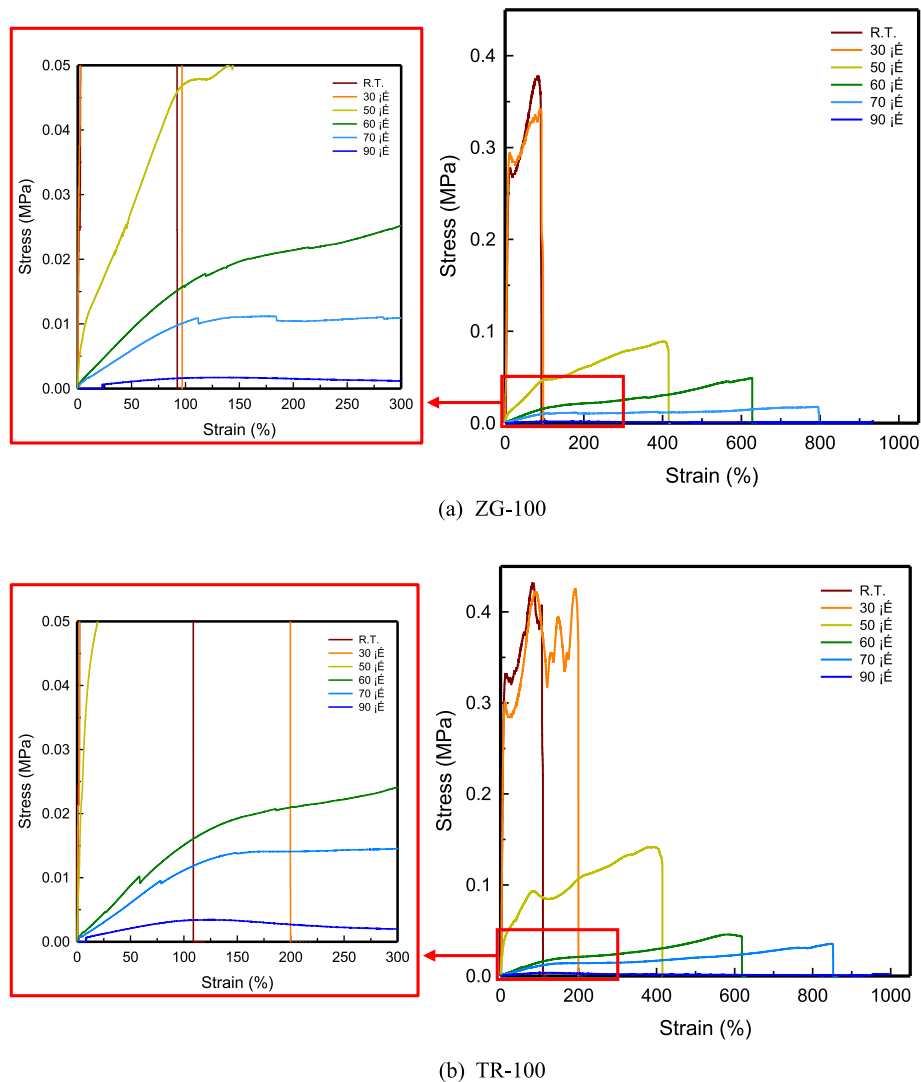 0.05
0.04
0.03
0.02
0.01
0.00
Stress (MPa)
0 50 100 150 200 250 300
Strain (%)
R.T.
30 ¡É
50 ¡É
60 ¡É
70 ¡É
90 ¡É
0.4
0.3
0.2
0.1
0.0
Stress (MPa)
0 200 400 600 800 1000
Strain (%)
R.T.
30 ¡É
50 ¡É
60 ¡É
70 ¡É
90 ¡É
(a) ZG-100
0.05
0.04
0.03
0.02
0.01
0.00
Stress (MPa)
0 50 100 150 200 250 300
Strain (%)
R.T.
30 ¡É
50 ¡É
60 ¡É
70 ¡É
90 ¡É
0.4
0.3
0.2
0.1
0.0
Stress (MPa)
0 200 400 600 800 1000
Strain (%)
R.T.
30 ¡É
50 ¡É
60 ¡É
70 ¡É
90 ¡É
(b) TR-100